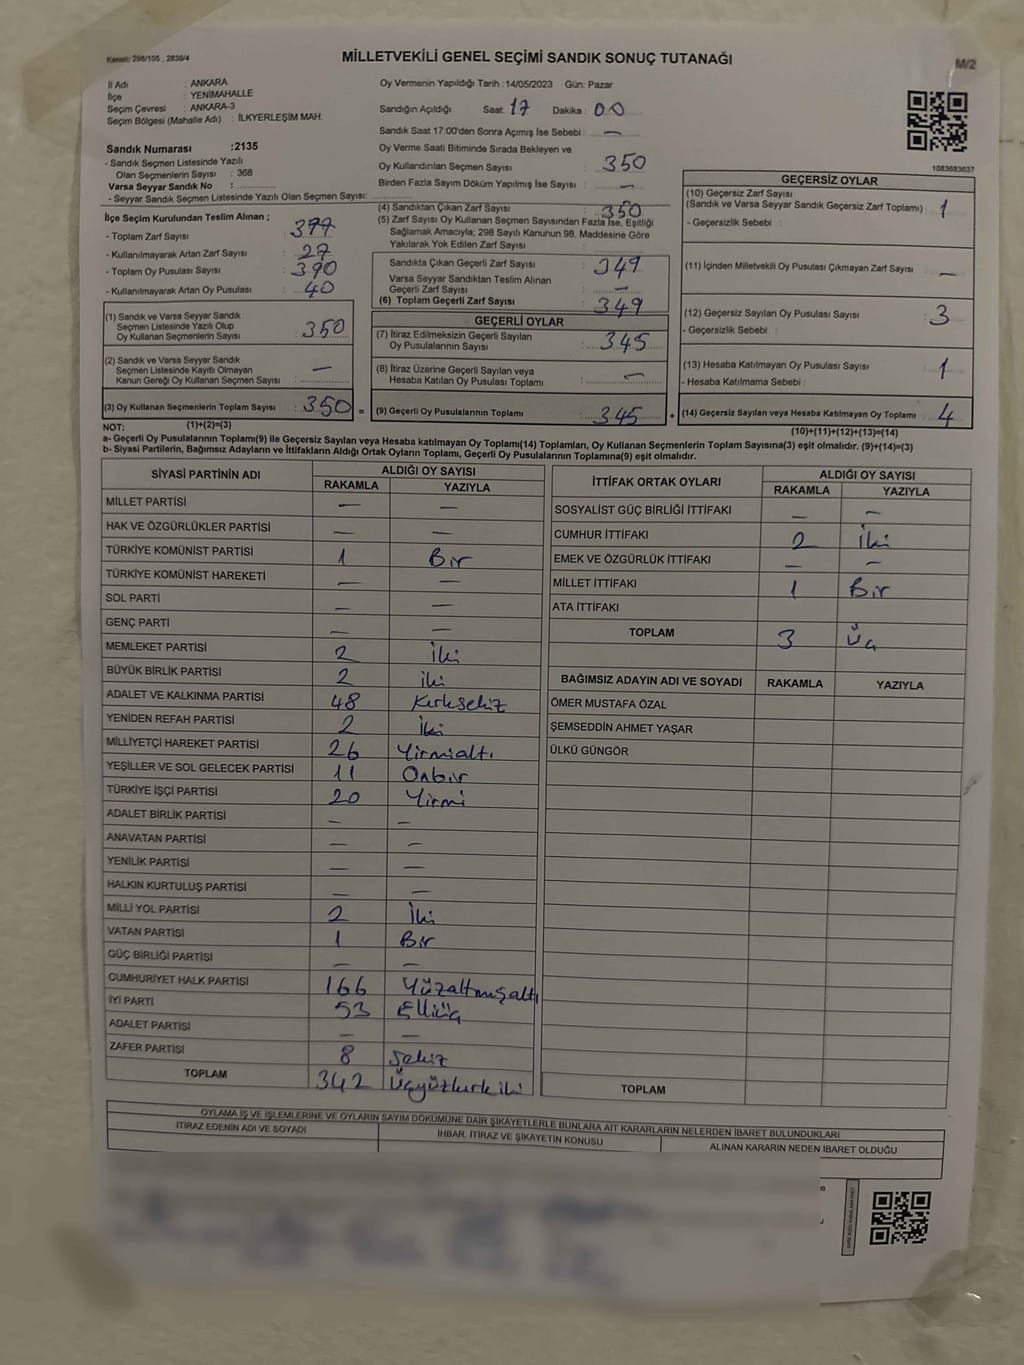 Kanun: 298/105 , 2839/4
MİLLETVEKİLİ GENEL SEÇİMİ SANDIK SONUÇ TUTANAĞI
M/2
İl Adı : ANKARA
İlçe : YENİMAHALLE
Seçim Çevresi : ANKARA-3
Seçim Bölgesi (Mahalle Adı) : İLKYERLEŞİM MAH.
Sandık Numarası :2135
- Sandık Seçmen Listesinde Yazılı
Olan Seçmenlerin Sayısı : 368
Varsa Seyyar Sandık No :
- Seyyar Sandık Seçmen Listesinde Yazılı Olan Seçmen Sayısı:
Oy Vermenin Yapıldığı Tarih :14/05/2023 Gün: Pazar
Sandığın Açıldığı Saat: 17 Dakika : 00
Sandık Saat 17:00'den Sonra Açılmış İse Sebebi : —
Oy Verme Saati Bitiminde Sırada Bekleyen ve
Oy Kullandırılan Seçmen Sayısı : 350
Birden Fazla Sayım Döküm Yapılmış İse Sayısı : —
1083683637
İlçe Seçim Kurulundan Teslim Alınan ;
- Toplam Zarf Sayısı : 377
- Kullanılmayarak Artan Zarf Sayısı : 27
- Toplam Oy Pusulası Sayısı : 390
- Kullanılmayarak Artan Oy Pusulası : 40
(1) Sandık ve Varsa Seyyar Sandık
Seçmen Listesinde Yazılı Olup
Oy Kullanan Seçmenlerin Sayısı : 350
(2) Sandık ve Varsa Seyyar Sandık
Seçmen Listesinde Kayıtlı Olmayan
Kanun Gereği Oy Kullanan Seçmen Sayısı : —
(3) Oy Kullanan Seçmenlerin Toplam Sayısı : 350 =
(4) Sandıktan Çıkan Zarf Sayısı : 350
(5) Zarf Sayısı Oy Kullanan Seçmen Sayısından Fazla İse, Eşitliği
Sağlamak Amacıyla; 298 Sayılı Kanunun 98. Maddesine Göre
Yakılarak Yok Edilen Zarf Sayısı :
Sandıkta Çıkan Geçerli Zarf Sayısı : 349
Varsa Seyyar Sandıktan Teslim Alınan
Geçerli Zarf Sayısı : —
(6) Toplam Geçerli Zarf Sayısı : 349
GEÇERLİ OYLAR
(7) İtiraz Edilmeksizin Geçerli Sayılan
Oy Pusulalarının Sayısı : 345
(8) İtiraz Üzerine Geçerli Sayılan veya
Hesaba Katılan Oy Pusulası Toplamı : —
(9) Geçerli Oy Pusulalarının Toplamı : 345 +
GEÇERSİZ OYLAR
(10) Geçersiz Zarf Sayısı
(Sandık ve Varsa Seyyar Sandık Geçersiz Zarf Toplamı) : 1
- Geçersizlik Sebebi :
(11) İçinden Milletvekili Oy Pusulası Çıkmayan Zarf Sayısı : —
(12) Geçersiz Sayılan Oy Pusulası Sayısı : 3
- Geçersizlik Sebebi :
(13) Hesaba Katılmayan Oy Pusulası Sayısı : 1
- Hesaba Katılmama Sebebi :
(14) Geçersiz Sayılan veya Hesaba Katılmayan Oy Toplamı : 4
NOT: (1)+(2)=(3)
(10)+(11)+(12)+(13)=(14)
a- Geçerli Oy Pusulalarının Toplamı(9) ile Geçersiz Sayılan veya Hesaba katılmayan Oy Toplamı(14) Toplamları, Oy Kullanan Seçmenlerin Toplam Sayısına(3) eşit olmalıdır. (9)+(14)=(3)
b- Siyasi Partilerin, Bağımsız Adayların ve İttifakların Aldığı Ortak Oyların Toplamı, Geçerli Oy Pusulalarının Toplamına(9) eşit olmalıdır.
SİYASİ PARTİNİN ADI ALDIĞI OY SAYISI
RAKAMLA YAZIYLA
MİLLET PARTİSİ — —
HAK VE ÖZGÜRLÜKLER PARTİSİ — —
TÜRKİYE KOMÜNİST PARTİSİ 1 Bir
TÜRKİYE KOMÜNİST HAREKETİ — —
SOL PARTİ — —
GENÇ PARTİ — —
MEMLEKET PARTİSİ 2 İki
BÜYÜK BİRLİK PARTİSİ 2 iki
ADALET VE KALKINMA PARTİSİ 48 Kırksekiz
YENİDEN REFAH PARTİSİ 2 İki
MİLLİYETÇİ HAREKET PARTİSİ 26 Yirmialtı
YEŞİLLER VE SOL GELECEK PARTİSİ 11 Onbir
TÜRKİYE İŞÇİ PARTİSİ 20 Yirmi
ADALET BİRLİK PARTİSİ — —
ANAVATAN PARTİSİ — —
YENİLİK PARTİSİ — —
HALKIN KURTULUŞ PARTİSİ — —
MİLLİ YOL PARTİSİ 2 İki
VATAN PARTİSİ 1 Bir
GÜÇ BİRLİĞİ PARTİSİ — —
CUMHURİYET HALK PARTİSİ 166 Yüzaltmışaltı
İYİ PARTİ 53 Elliüç
ADALET PARTİSİ — —
ZAFER PARTİSİ 8 Sekiz
TOPLAM 342 Üçyüzkırkiki
İTTİFAK ORTAK OYLARI ALDIĞI OY SAYISI
RAKAMLA YAZIYLA
SOSYALİST GÜÇ BİRLİĞİ İTTİFAKI — —
CUMHUR İTTİFAKI 2 İki
EMEK VE ÖZGÜRLÜK İTTİFAKI — —
MİLLET İTTİFAKI 1 Bir
ATA İTTİFAKI
TOPLAM 3 Üç
BAĞIMSIZ ADAYIN ADI VE SOYADI RAKAMLA YAZIYLA
ÖMER MUSTAFA ÖZAL
ŞEMSEDDİN AHMET YAŞAR
ÜLKÜ GÜNGÖR
TOPLAM
OYLAMA İŞ VE İŞLEMLERİNE VE OYLARIN SAYIM DÖKÜMÜNE DAİR ŞİKAYETLERLE BUNLARA AİT KARARLARIN NELERDEN İBARET BULUNDUKLARI
İTİRAZ EDENİN ADI VE SOYADI İHBAR, İTİRAZ VE ŞİKAYETİN KONUSU ALINAN KARARIN NEDEN İBARET OLDUĞU